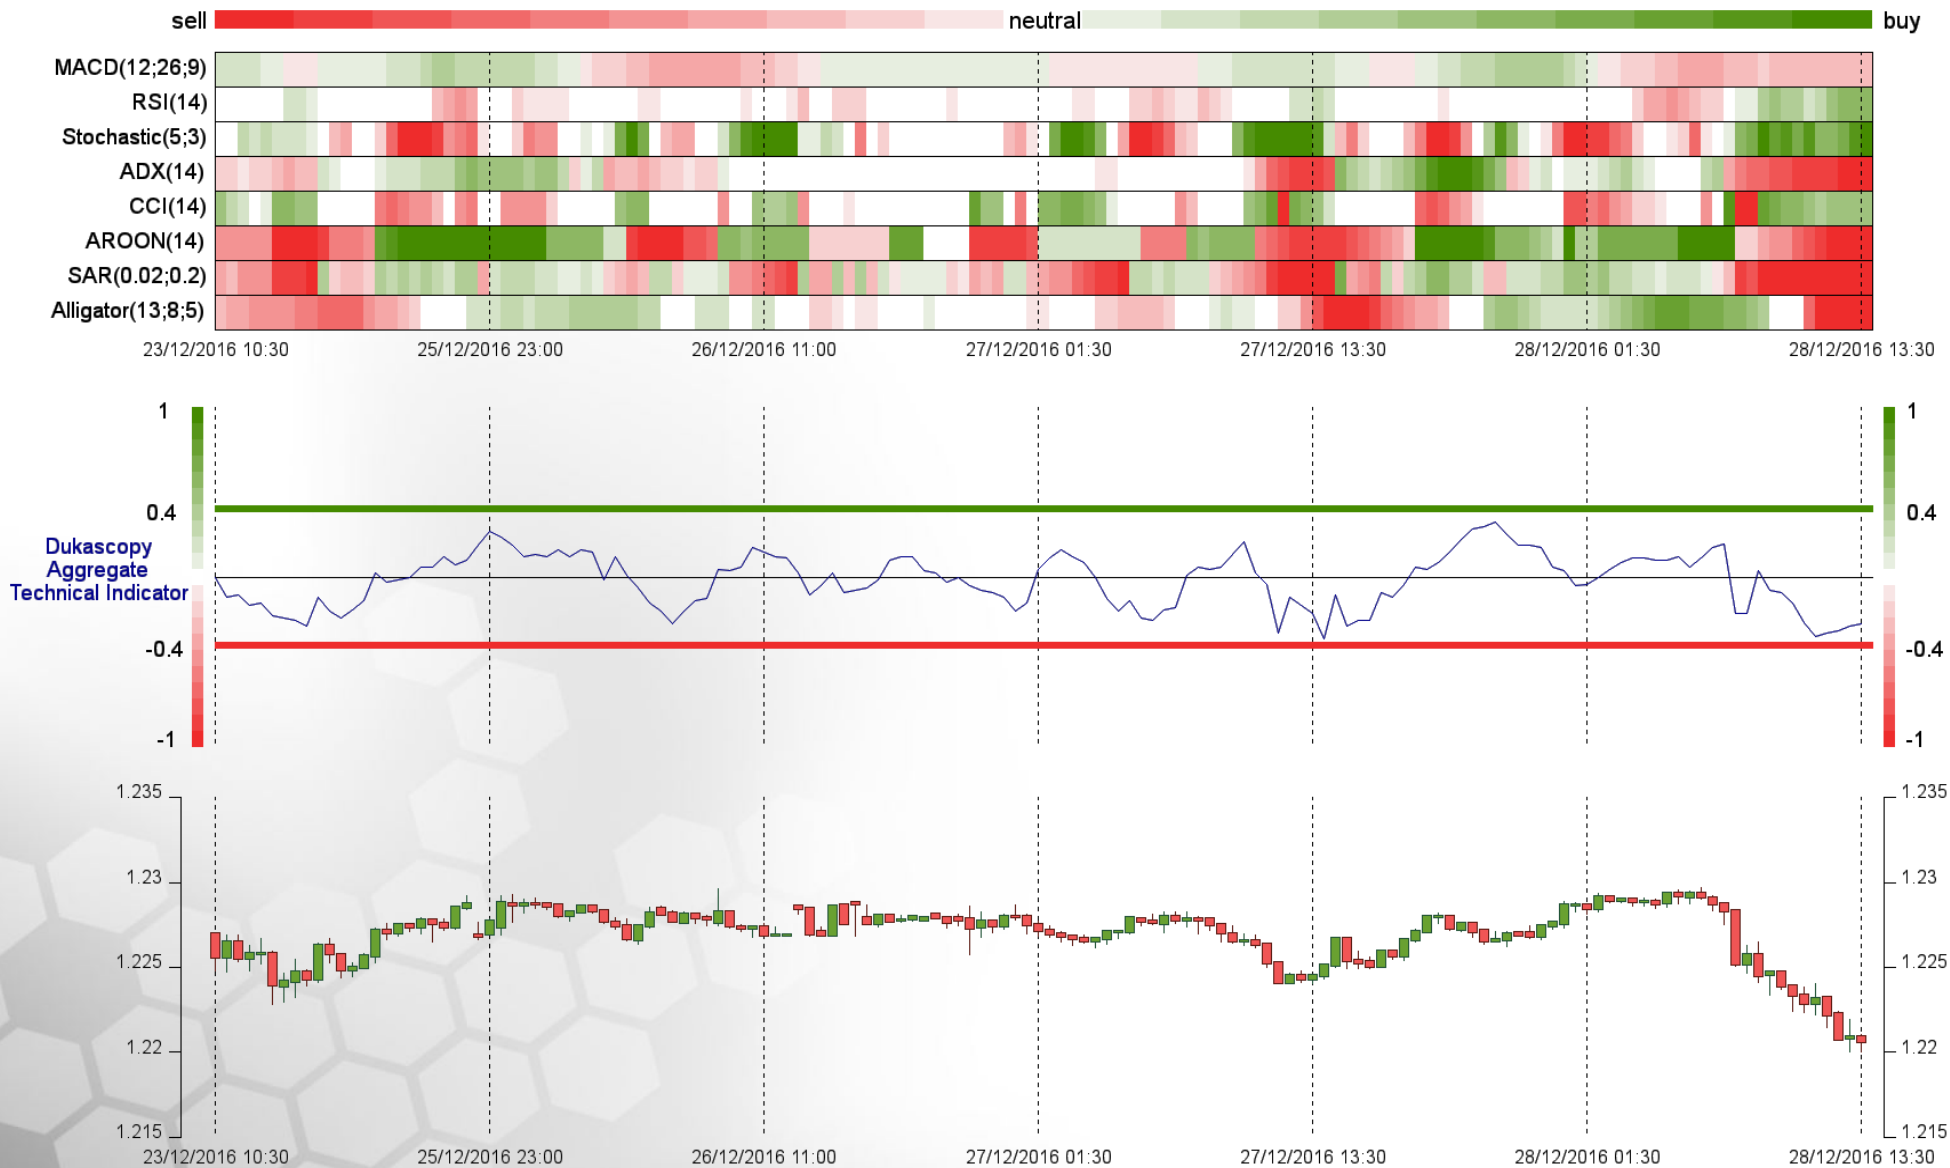 sell neutral buy
MACD(12;26;9)
RSI(14)
Stochastic(5;3)
ADX(14)
CCI(14)
AROON(14)
SAR(0.02;0.2)
Alligator(13;8;5)
23/12/2016 10:30 25/12/2016 23:00 26/12/2016 11:00 27/12/2016 01:30 27/12/2016 13:30 28/12/2016 01:30 28/12/2016 13:30
1 1
0.4 0.4
Dukascopy
Aggregate
Technical Indicator
-0.4 -0.4
-1 -1
1.235 1.235
1.23 1.23
1.225 1.225
1.22 1.22
1.215 1.215
23/12/2016 10:30 25/12/2016 23:00 26/12/2016 11:00 27/12/2016 01:30 27/12/2016 13:30 28/12/2016 01:30 28/12/2016 13:30